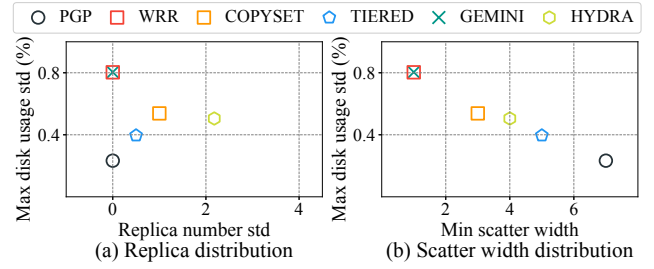 PGP WRR COPYSET TIERED GEMINI HYDRA
Max disk usage std (%)
0.8
0.4
0 2 4
Replica number std
(a) Replica distribution
Max disk usage std (%)
0.8
0.4
2 4 6
Min scatter width
(b) Scatter width distribution